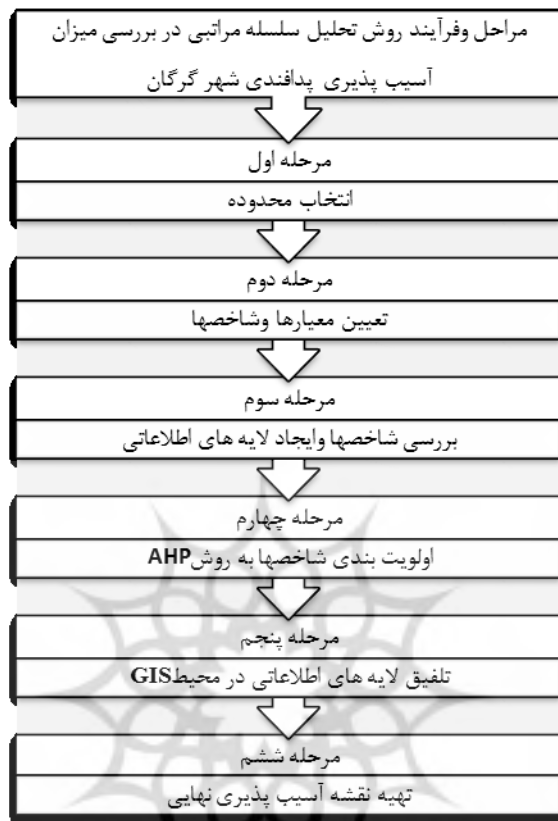 مراحل وفرآیند روش تحلیل سلسله مراتبی در بررسی میزان
آسیب پذیری پدافندی شهر گرگان
مرحله اول
انتخاب محدوده
مرحله دوم
تعیین معیارها وشاخصها
مرحله سوم
بررسی شاخصها وایجاد لایه های اطلاعاتی
مرحله چهارم
اولویت بندی شاخصها به روشAHP
مرحله پنجم
تلفیق لایه های اطلاعاتی در محیطGIS
مرحله ششم
تهیه نقشه آسیب پذیری نهایی